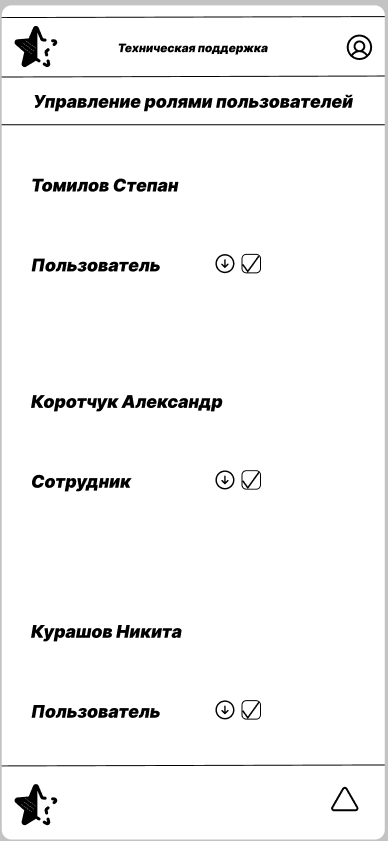 Техническая поддержка
Управление ролями пользователей
Томилов Степан
Пользователь
Коротчук Александр
Сотрудник
Курашов Никита
Пользователь